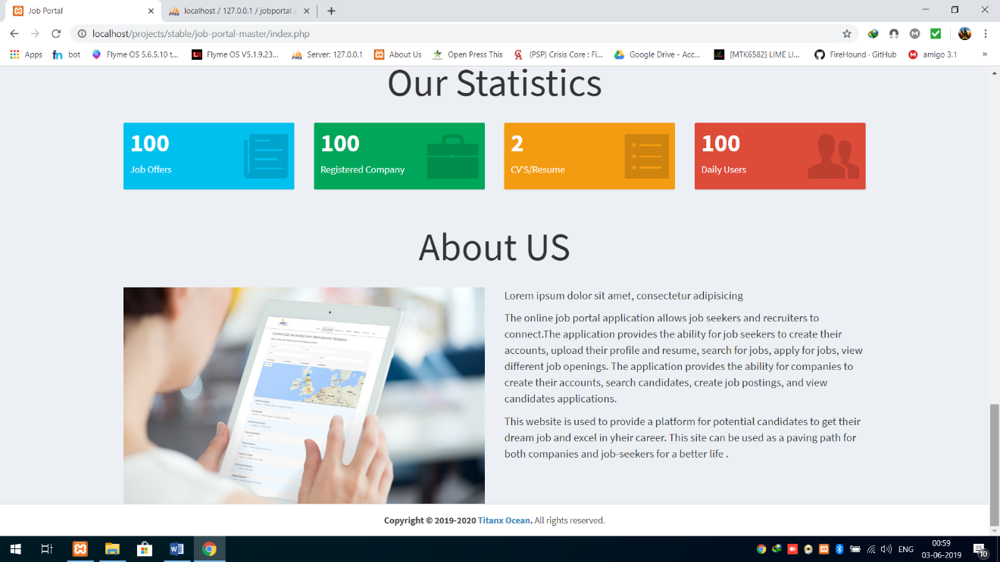 Job Portal
localhost / 127.0.0.1 / jobportal /
localhost/projects/stable/job-portal-master/index.php
Apps
bot
Flyme OS 5.6.5.10 t...
Flyme OS V5.1.9.23...
Server: 127.0.0.1
About Us
Open Press This
(PSP) Crisis Core : Fi...
Google Drive - Acc...
[MTK6582] LIME LI...
FireHound · GitHub
amigo 3.1
»
Our Statistics
100
Job Offers
100
Registered Company
2
CV'S/Resume
100
Daily Users
About US
Lorem ipsum dolor sit amet, consectetur adipisicing
The online job portal application allows job seekers and recruiters to
connect.The application provides the ability for job seekers to create their
accounts, upload their profile and resume, search for jobs, apply for jobs, view
different job openings. The application provides the ability for companies to
create their accounts, search candidates, create job postings, and view
candidates applications.
This website is used to provide a platform for potential candidates to get their
dream job and excel in yheir career. This site can be used as a paving path for
both companies and job-seekers for a better life .
Current Job Vacancies from Recruitment Solutions
Copyright © 2019-2020 Titanx Ocean. All rights reserved.
ENG
00:59
03-06-2019
10